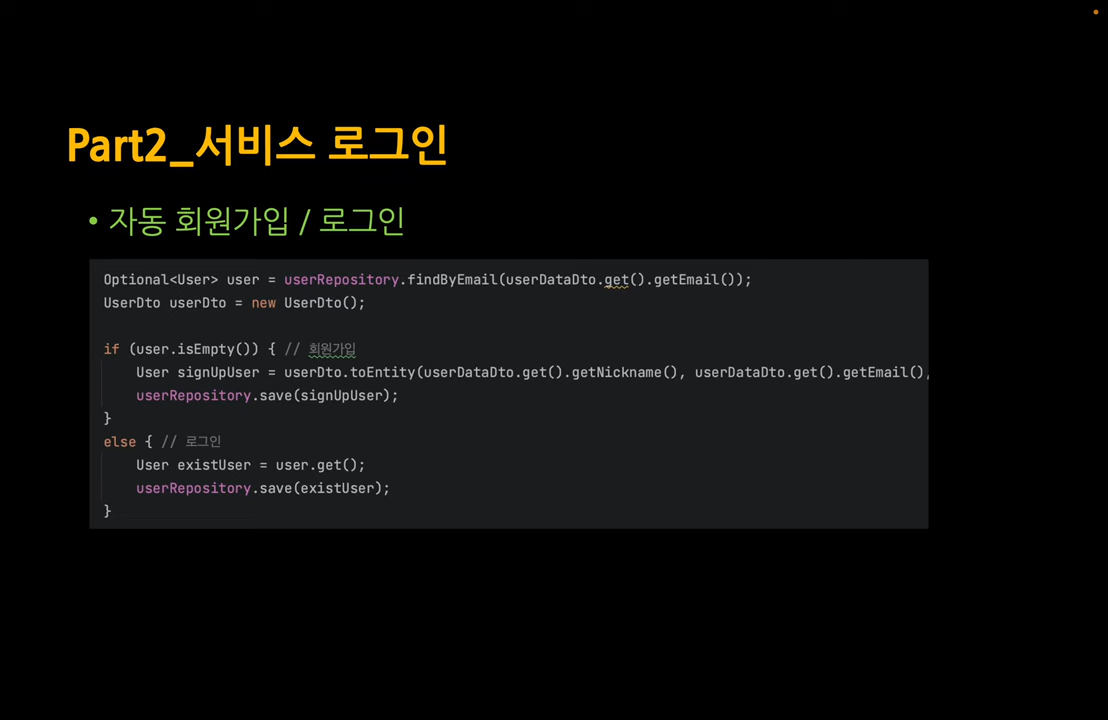 Part2_서비스 로그인
• 자동 회원가입 / 로그인
Optional<User> user = userRepository.findByEmail(userDataDto.get().getEmail());
UserDto userDto = new UserDto();
if (user.isEmpty()) { // 회원가입
User signUpUser = userDto.toEntity(userDataDto.get().getNickname(), userDataDto.get().getEmail(),
userRepository.save(signUpUser);
}
else { // 로그인
User existUser = user.get();
userRepository.save(existUser);
}